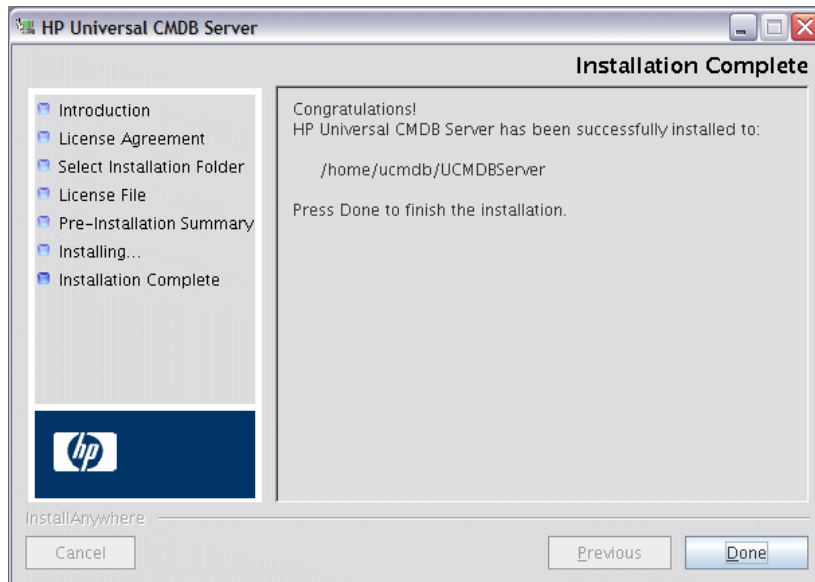 HP Universal CMDB Server
Installation Complete
Introduction
License Agreement
Select Installation Folder
License File
Pre-Installation Summary
Installing...
Installation Complete
Congratulations!
HP Universal CMDB Server has been successfully installed to:
/home/ucmdb/UCMDBServer
Press Done to finish the installation.
hp
InstallAnywhere
Cancel
Previous
Done